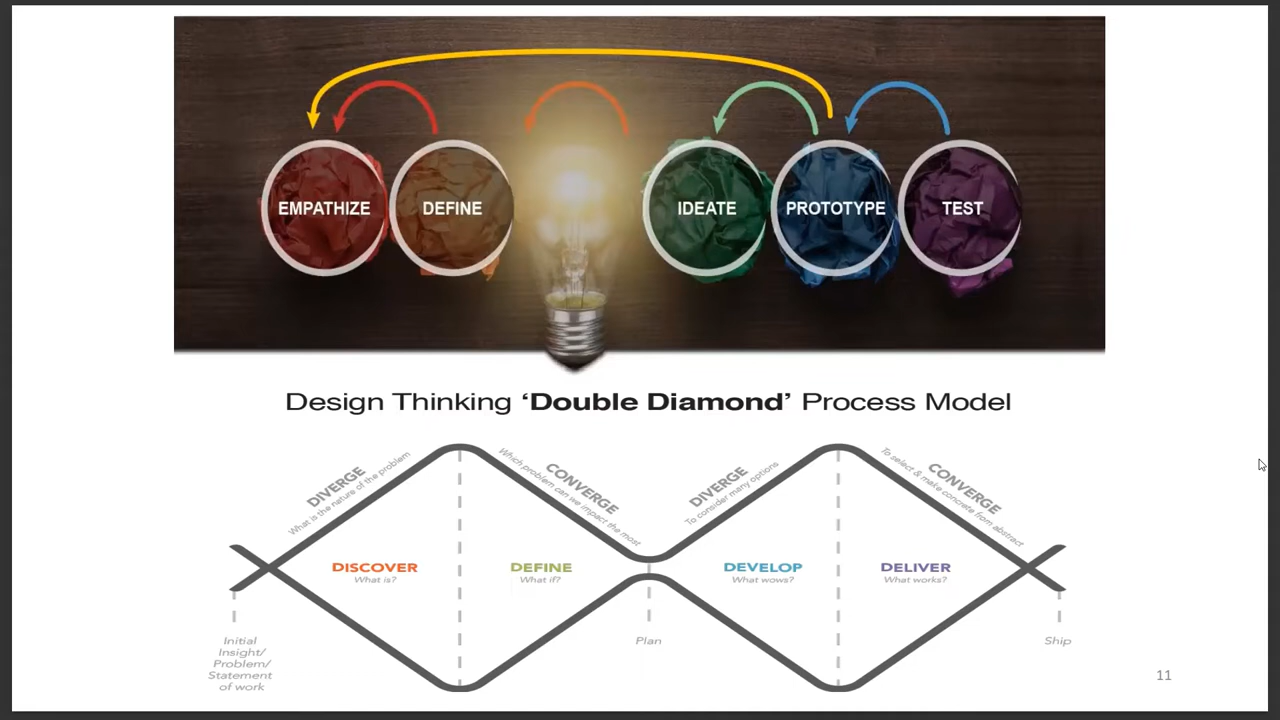 EMPATHIZE
DEFINE
IDEATE
PROTOTYPE
TEST
Design Thinking ‘Double Diamond’ Process Model
DIVERGE
What is the nature of the problem
CONVERGE
Which problem can we impact the most
DIVERGE
To consider many options
CONVERGE
To select & make concrete from abstract
DISCOVER
What is?
DEFINE
What if?
DEVELOP
What wows?
DELIVER
What works?
Initial
Insight/
Problem/
Statement
of work
Plan
Ship
11